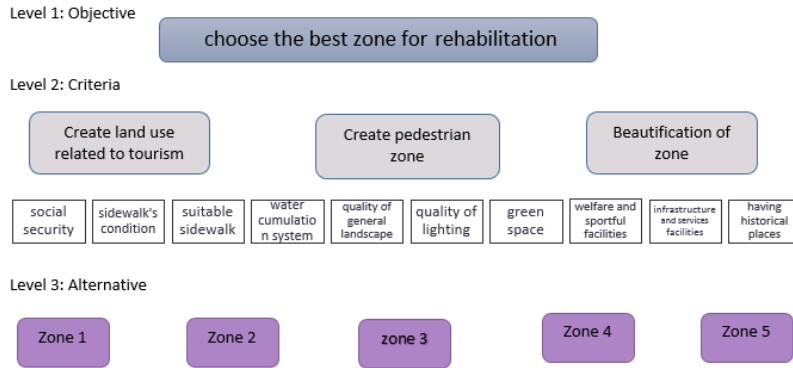 Level 1: Objective
choose the best zone for rehabilitation
Level 2: Criteria
Create land use
related to tourism
Create pedestrian
zone
Beautification of
zone
social
security
sidewalk's
condition
suitable
sidewalk
water
cumulatio
n system
quality of
general
landscape
quality of
lighting
green
space
welfare and
sportful
facilities
infrastructure
and services
facilities
having
historical
places
Level 3: Alternative
Zone 1
Zone 2
zone 3
Zone 4
Zone 5